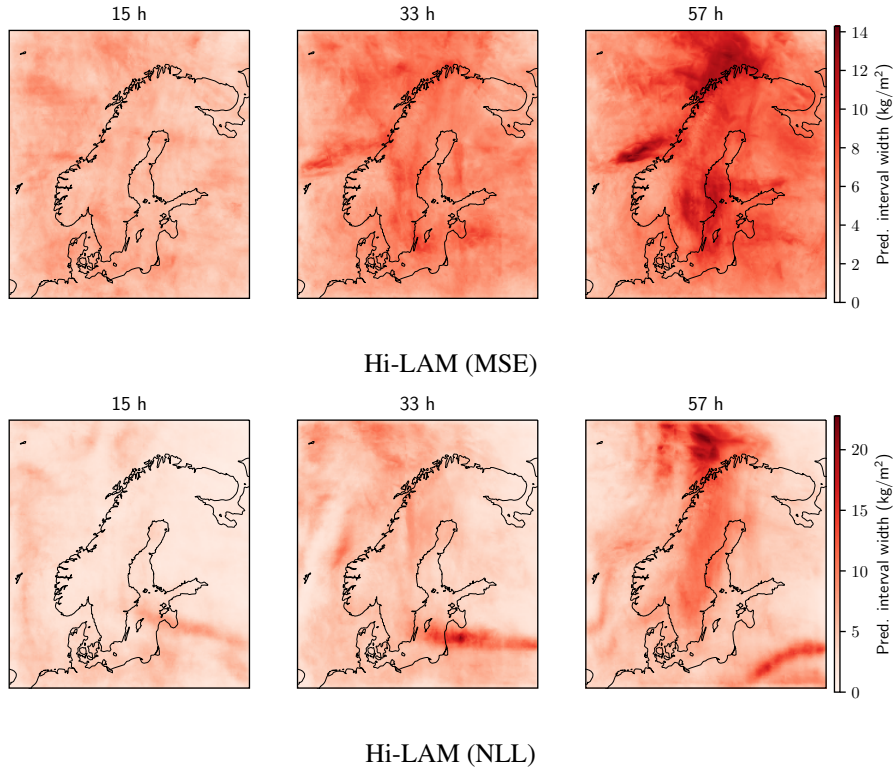 15 h
33 h
57 h
14
12
10
8
6
4
2
0
Pred. interval width (kg/m²)
Hi-LAM (MSE)
15 h
33 h
57 h
20
15
10
5
0
Pred. interval width (kg/m²)
Hi-LAM (NLL)